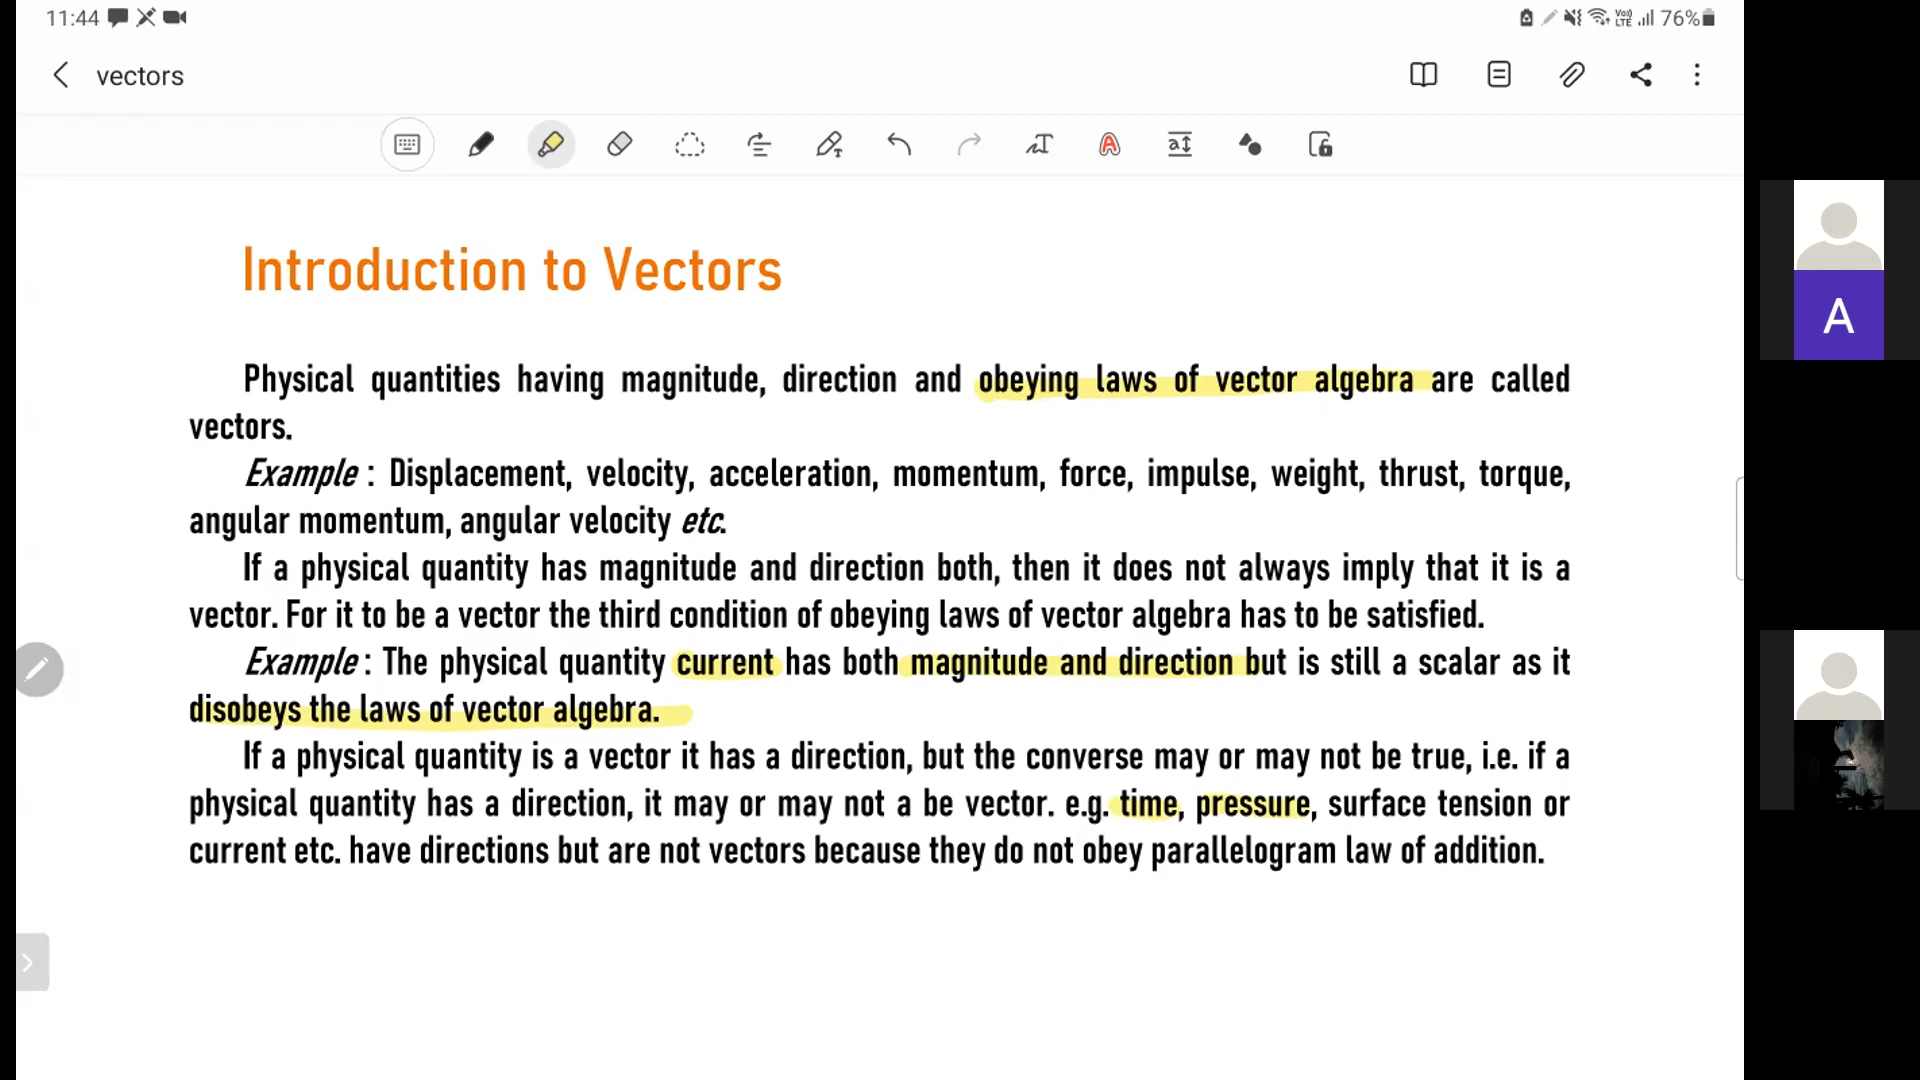 11:44
Vo))
LTE
76%
vectors
T
A
a
Introduction to Vectors
Physical quantities having magnitude, direction and obeying laws of vector algebra are called
vectors.
Example : Displacement, velocity, acceleration, momentum, force, impulse, weight, thrust, torque,
angular momentum, angular velocity etc.
If a physical quantity has magnitude and direction both, then it does not always imply that it is a
vector. For it to be a vector the third condition of obeying laws of vector algebra has to be satisfied.
Example : The physical quantity current has both magnitude and direction but is still a scalar as it
disobeys the laws of vector algebra.
If a physical quantity is a vector it has a direction, but the converse may or may not be true, i.e. if a
physical quantity has a direction, it may or may not a be vector. e.g. time, pressure, surface tension or
current etc. have directions but are not vectors because they do not obey parallelogram law of addition.
A